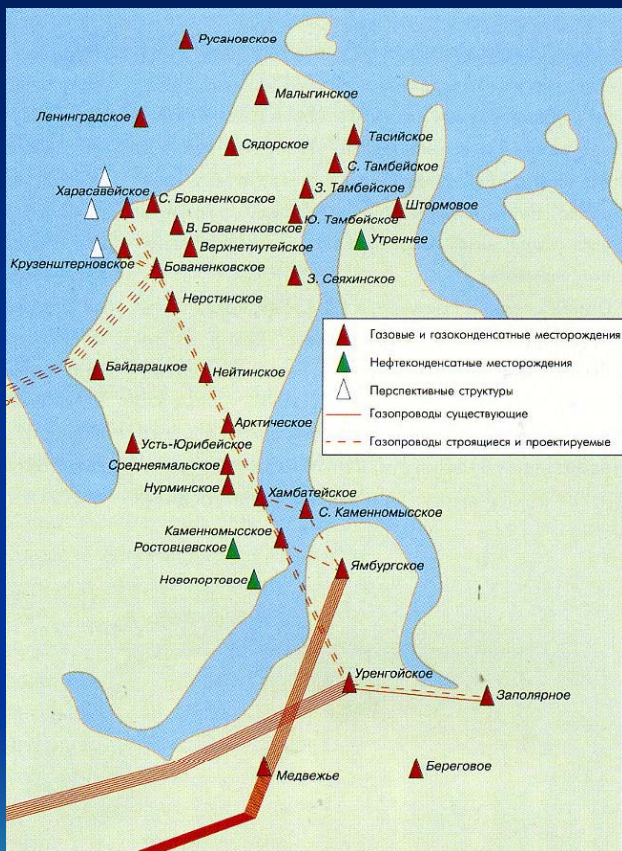 Русановское
Малыгинское
Ленинградское
Тасийское
Сядорское
С. Тамбейское
З. Тамбейское
Харасавейское
С. Бованенковское
Штормовое
Ю. Тамбейское
В. Бованенковское
Утреннее
Верхнетиутейское
Крузенштерновское
Бованенковское
З. Сеяхинское
Нерстинское
Газовые и газоконденсатные месторождения
Нефтеконденсатные месторождения
Байдарацкое
Нейтинское
Перспективные структуры
Газопроводы существующие
Арктическое
Газопроводы строящиеся и проектируемые
Усть-Юрибейское
Среднеямальское
Нурминское
Хамбатейское
С. Каменномысское
Каменномысское
Ростовцевское
Ямбургское
Новопортовое
Уренгойское
Заполярное
Медвежье
Береговое